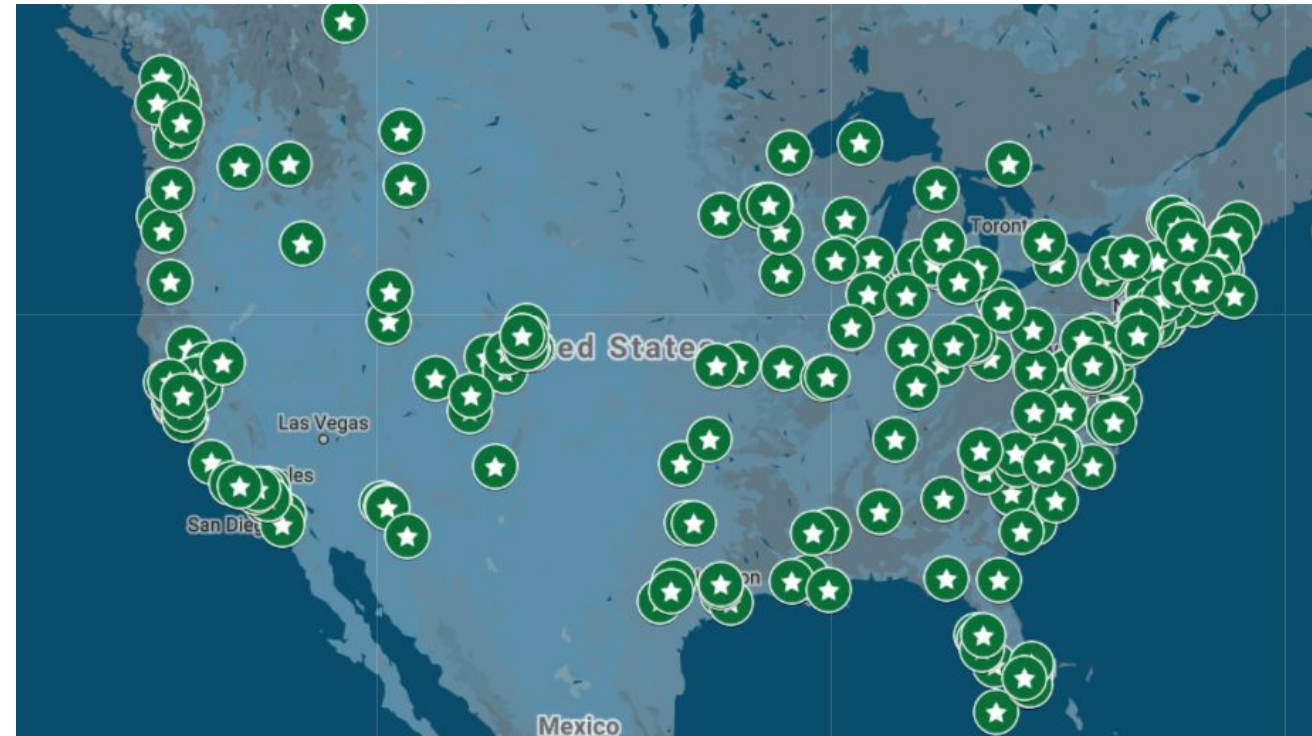 Toront
ed States
Las Vegas
les
San Dieg
on
Mexico